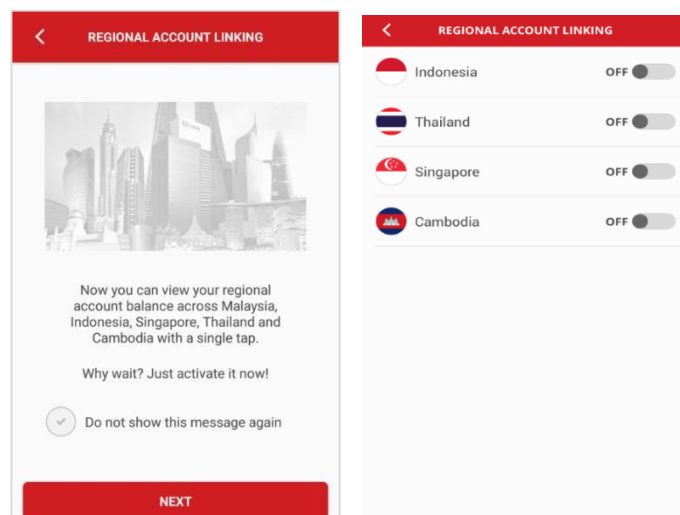 REGIONAL ACCOUNT LINKING
Now you can view your regional
account balance across Malaysia,
Indonesia, Singapore, Thailand and
Cambodia with a single tap.
Why wait? Just activate it now!
Do not show this message again
NEXT
REGIONAL ACCOUNT LINKING
Indonesia OFF
Thailand OFF
Singapore OFF
Cambodia OFF